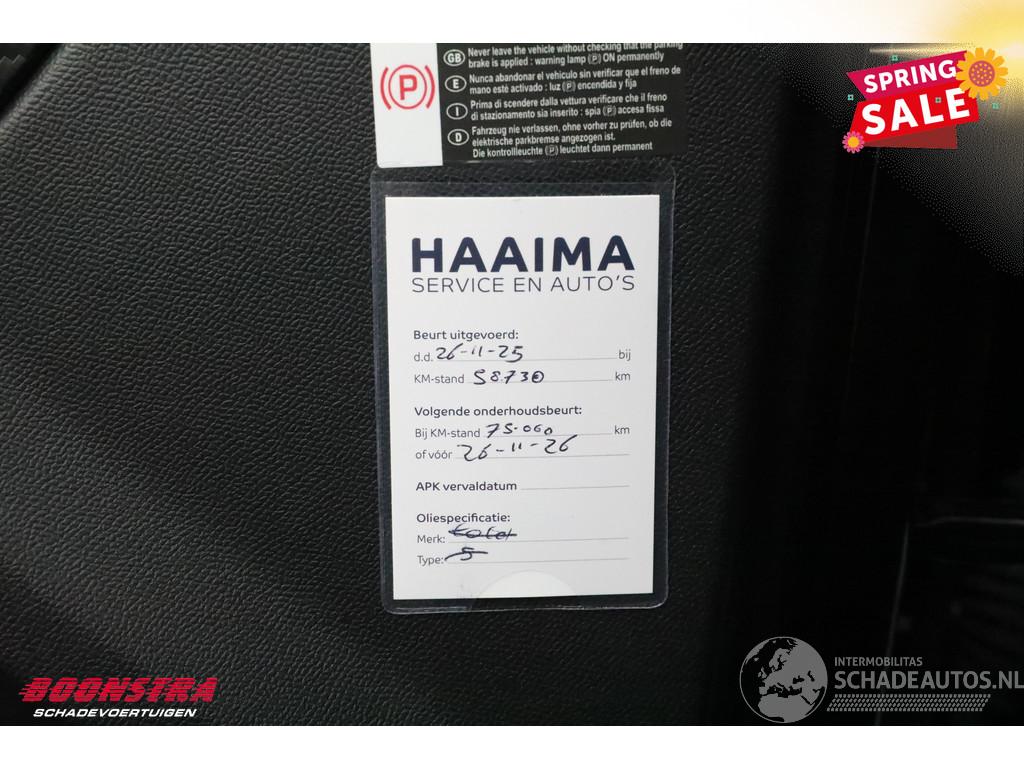 Never leave the vehicle without checking that the parking
GB brake is applied : warning lamp (P) ON permanently
E Nunca abandonar el vehiculo sin verificar que el freno de
mano esté activado : luz (P) encendida y fija
I Prima di scendere dalla vettura verificare che il freno
di stazionamento sia inserito : spia (P) accesa fissa
D Fahrzeug nie verlassen, ohne vorher zu prüfen, ob die
elektrische parkbremse angezogen ist.
Die kontrollleuchte (P) leuchtet dann permanent
(P)
SPRING
SALE
HAAIMA
SERVICE EN AUTO'S
Beurt uitgevoerd:
d.d. 26-11-25 bij
KM-stand 58730 km
Volgende onderhoudsbeurt:
Bij KM-stand 75.060 km
of vóór 26-11-26
APK vervaldatum
Oliespecificatie:
Merk:
Type: 5
BOONSTRA
SCHADEVOERTUIGEN
INTERMOBILITAS
SCHADEAUTOS.NL